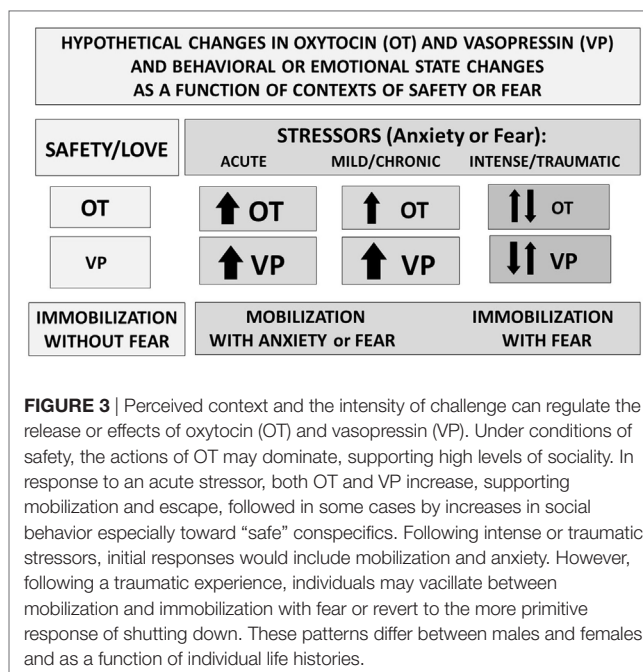 HYPOTHETICAL CHANGES IN OXYTOCIN (OT) AND VASOPRESSIN (VP)
AND BEHAVIORAL OR EMOTIONAL STATE CHANGES
AS A FUNCTION OF CONTEXTS OF SAFETY OR FEAR
SAFETY/LOVE
STRESSORS (Anxiety or Fear):
ACUTE MILD/CHRONIC INTENSE/TRAUMATIC
OT OT OT OT
VP VP VP VP
IMMOBILIZATION
WITHOUT FEAR
MOBILIZATION
WITH ANXIETY or FEAR
IMMOBILIZATION
WITH FEAR
FIGURE 3 | Perceived context and the intensity of challenge can regulate the
release or effects of oxytocin (OT) and vasopressin (VP). Under conditions of
safety, the actions of OT may dominate, supporting high levels of sociality. In
response to an acute stressor, both OT and VP increase, supporting
mobilization and escape, followed in some cases by increases in social
behavior especially toward “safe” conspecifics. Following intense or traumatic
stressors, initial responses would include mobilization and anxiety. However,
following a traumatic experience, individuals may vacillate between
mobilization and immobilization with fear or revert to the more primitive
response of shutting down. These patterns differ between males and females
and as a function of individual life histories.